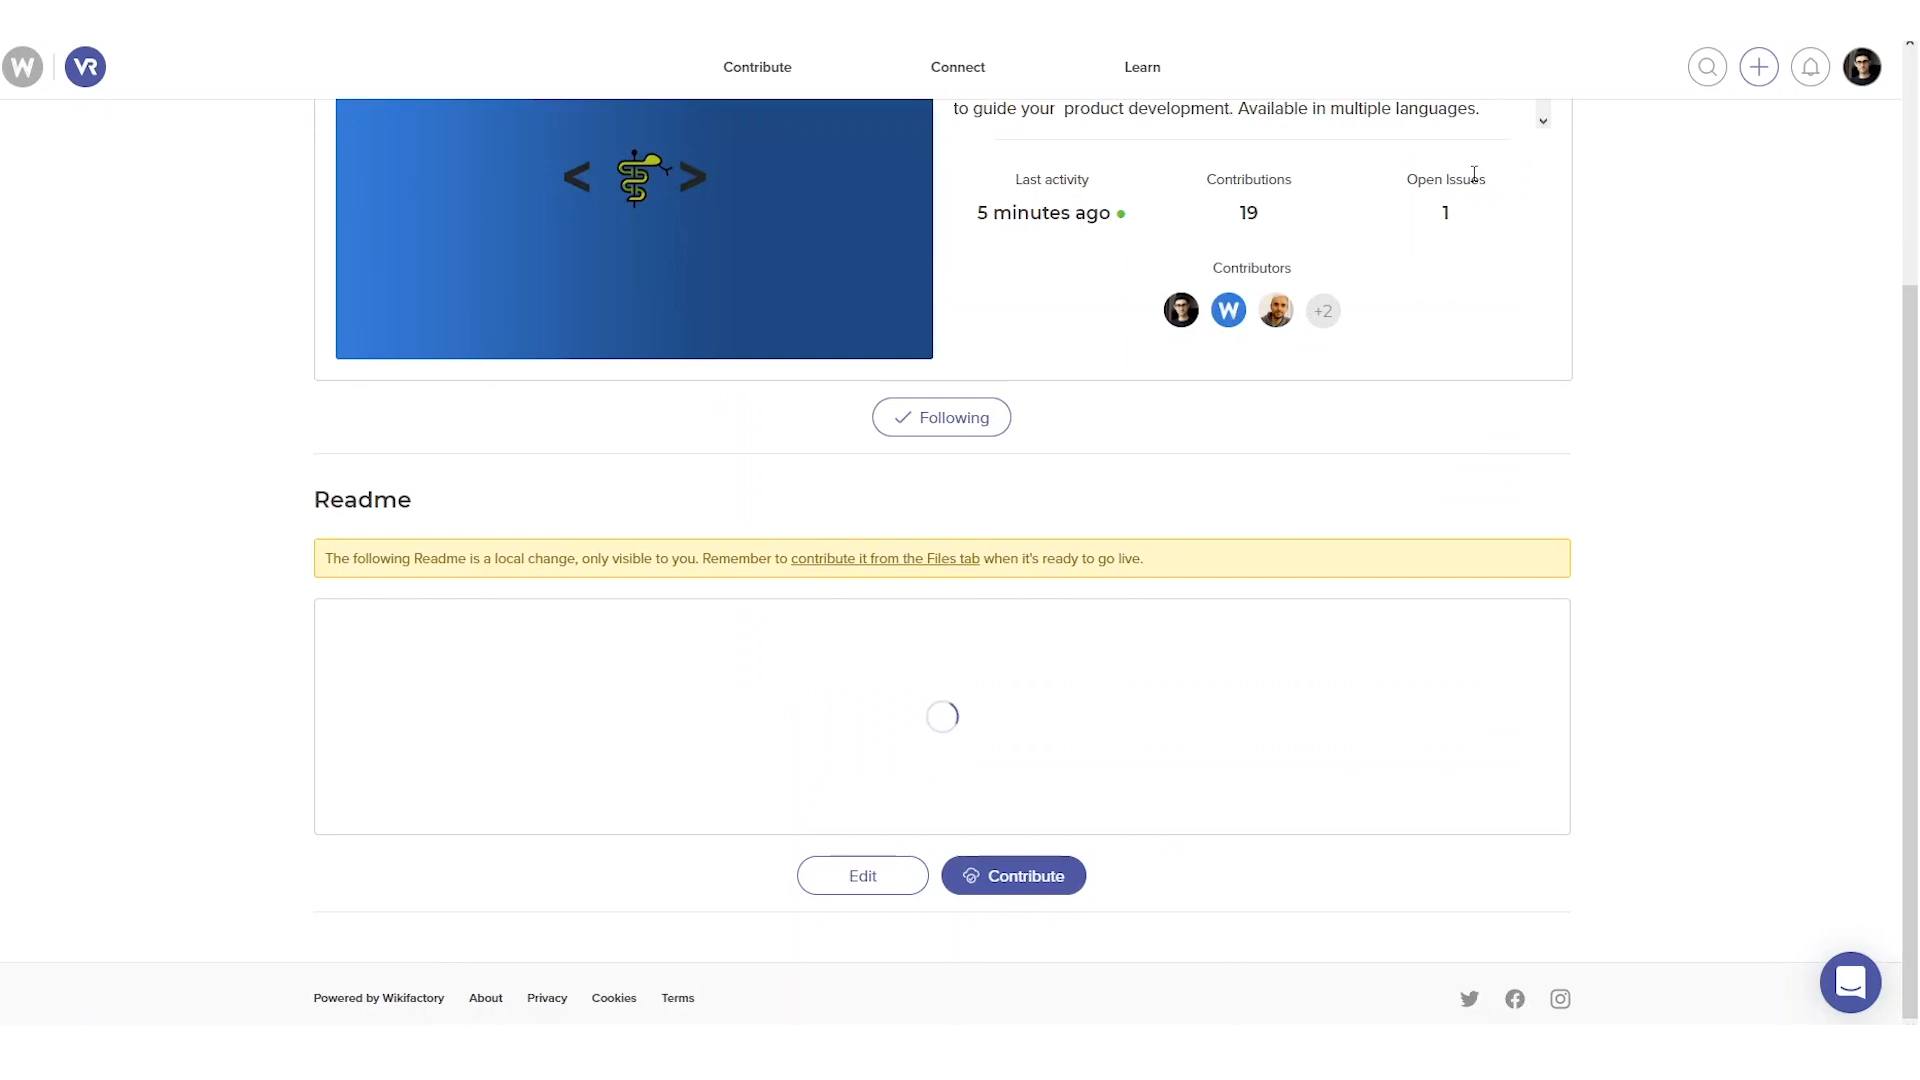 W
VR
Contribute
Connect
Learn
to guide your product development. Available in multiple languages.
< >
Last activity
Contributions
Open Issues
5 minutes ago
19
1
Contributors
W
+2
Following
Readme
The following Readme is a local change, only visible to you. Remember to contribute it from the Files tab when it's ready to go live.
Edit
Contribute
Powered by Wikifactory
About
Privacy
Cookies
Terms